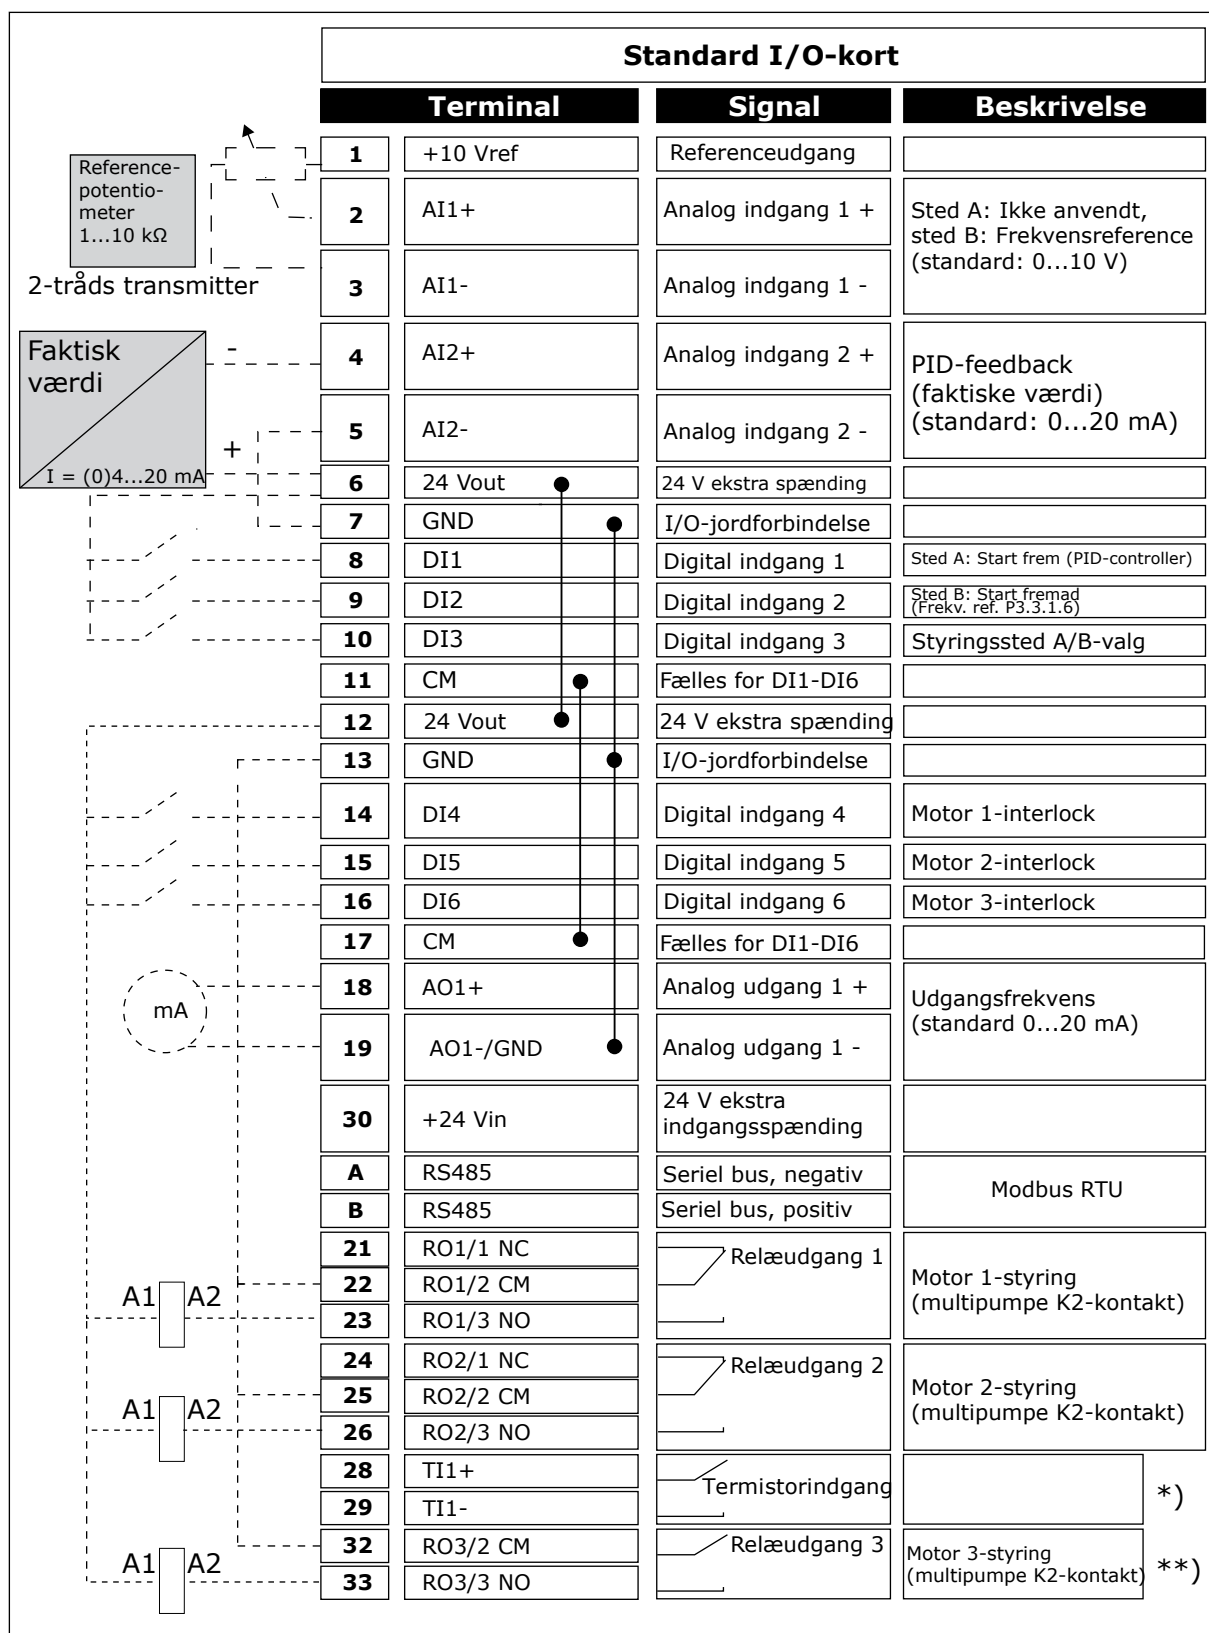 Standard I/O-kort
Terminal Signal Beskrivelse
Reference-
potentio-
meter
1...10 kΩ
2-tråds transmitter
Faktisk
værdi
-
+
I = (0)4...20 mA
1 +10 Vref Referenceudgang
2 AI1+ Analog indgang 1 +
3 AI1- Analog indgang 1 -
Sted A: Ikke anvendt,
sted B: Frekvensreference
(standard: 0...10 V)
4 AI2+ Analog indgang 2 +
5 AI2- Analog indgang 2 -
PID-feedback
(faktiske værdi)
(standard: 0...20 mA)
6 24 Vout 24 V ekstra spænding
7 GND I/O-jordforbindelse
8 DI1 Digital indgang 1 Sted A: Start frem (PID-controller)
9 DI2 Digital indgang 2 Sted B: Start fremad
(Frekv. ref. P3.3.1.6)
10 DI3 Digital indgang 3 Styringssted A/B-valg
11 CM Fælles for DI1-DI6
12 24 Vout 24 V ekstra spænding
13 GND I/O-jordforbindelse
14 DI4 Digital indgang 4 Motor 1-interlock
15 DI5 Digital indgang 5 Motor 2-interlock
16 DI6 Digital indgang 6 Motor 3-interlock
17 CM Fælles for DI1-DI6
mA
18 AO1+ Analog udgang 1 +
19 AO1-/GND Analog udgang 1 -
Udgangsfrekvens
(standard 0...20 mA)
30 +24 Vin 24 V ekstra
indgangsspænding
A RS485 Seriel bus, negativ
B RS485 Seriel bus, positiv
Modbus RTU
21 RO1/1 NC Relæudgang 1
22 RO1/2 CM
A1 A2
23 RO1/3 NO
Motor 1-styring
(multipumpe K2-kontakt)
24 RO2/1 NC Relæudgang 2
25 RO2/2 CM
A1 A2
26 RO2/3 NO
Motor 2-styring
(multipumpe K2-kontakt)
28 TI1+ Termistorindgang
29 TI1-
*)
32 RO3/2 CM Relæudgang 3
A1 A2
33 RO3/3 NO
Motor 3-styring
(multipumpe K2-kontakt)
**)